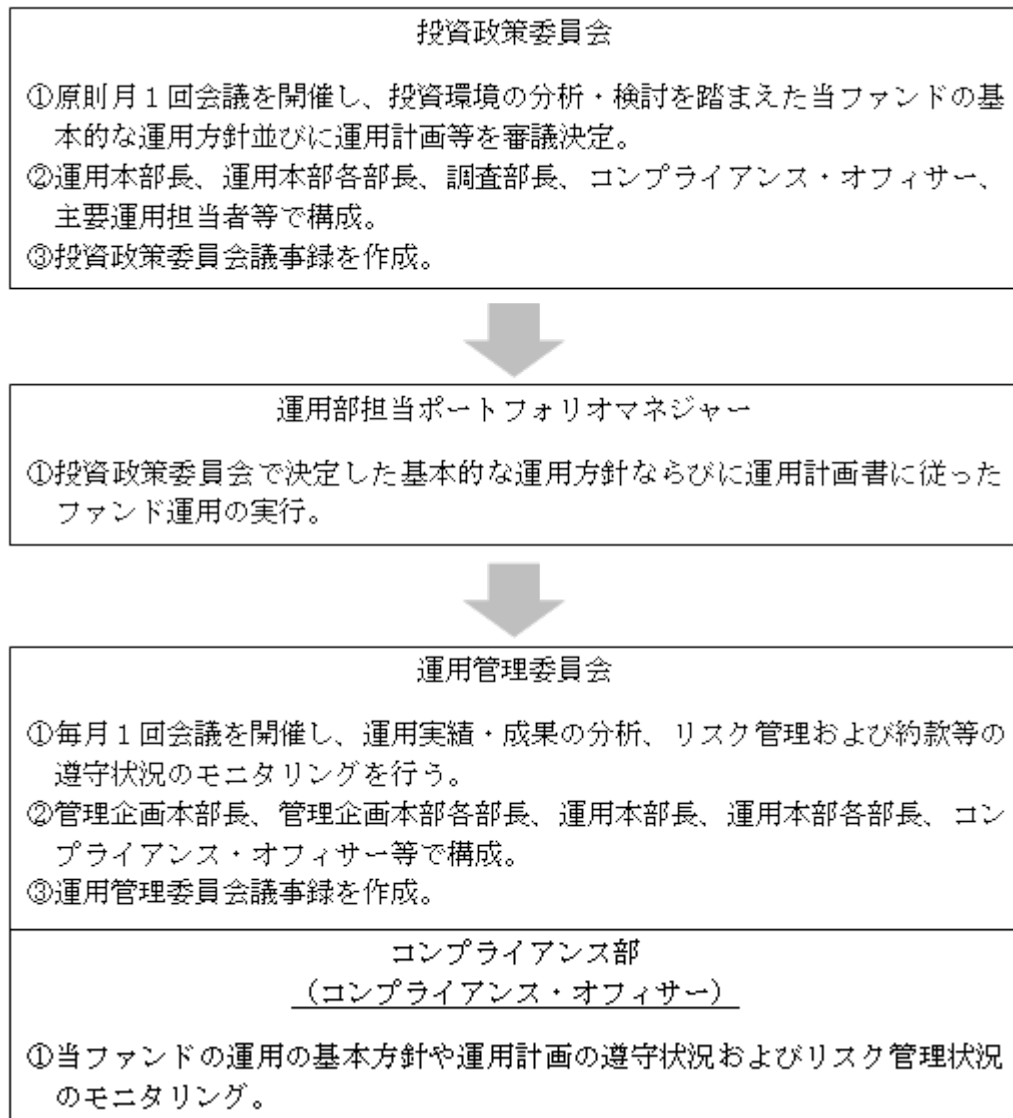 投資政策委員会
①原則月１回会議を開催し、投資環境の分析・検討を踏まえた当ファンドの基
本的な運用方針並びに運用計画等を審議決定。
②運用本部長、運用本部各部長、調査部長、コンプライアンス・オフィサー、
主要運用担当者等で構成。
③投資政策委員会議事録を作成。
運用部担当ポートフォリオマネジャー
①投資政策委員会で決定した基本的な運用方針ならびに運用計画書に従った
ファンド運用の実行。
運用管理委員会
①毎月１回会議を開催し、運用実績・成果の分析、リスク管理および約款等の
遵守状況のモニタリングを行う。
②管理企画本部長、管理企画本部各部長、運用本部長、運用本部各部長、コン
プライアンス・オフィサー等で構成。
③運用管理委員会議事録を作成。
コンプライアンス部
（コンプライアンス・オフィサー）
①当ファンドの運用の基本方針や運用計画の遵守状況およびリスク管理状況
のモニタリング。